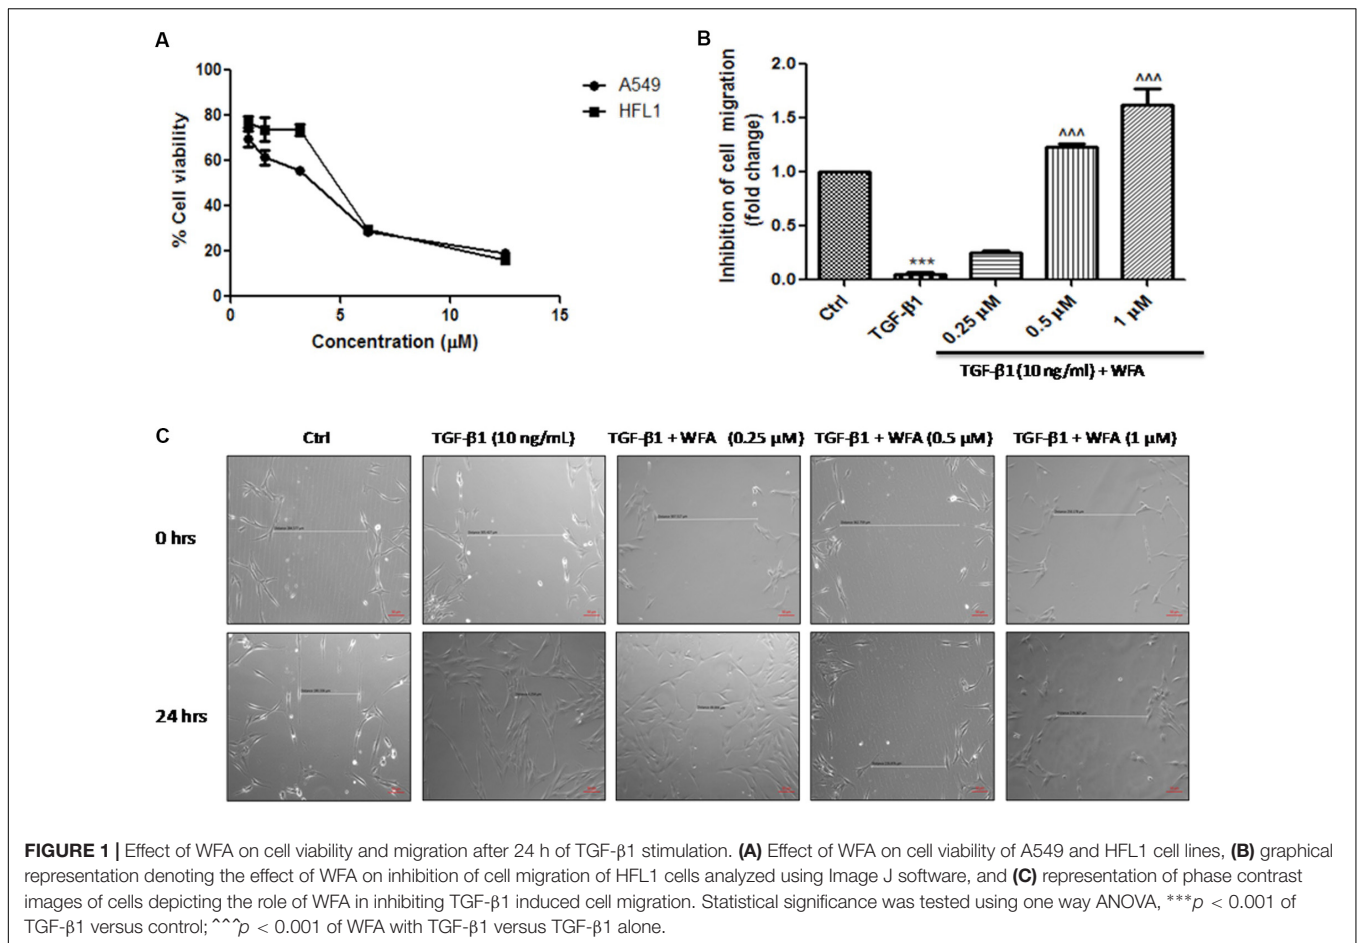 A
100
80
60
40
20
0
% Cell viability
0 5 10 15
Concentration (µM)
A549
HFL1
B
2.0
1.5
1.0
0.5
0.0
Inhibition of cell migration
(fold change)
***
^^^
^^^
Ctrl
TGF-β1
0.25 µM
0.5 µM
1 µM
TGF-β1 (10 ng/ml) + WFA
C
Ctrl TGF-β1 (10 ng/mL) TGF-β1 + WFA (0.25 µM) TGF-β1 + WFA (0.5 µM) TGF-β1 + WFA (1 µM)
0 hrs
24 hrs
FIGURE 1 | Effect of WFA on cell viability and migration after 24 h of TGF-β1 stimulation. (A) Effect of WFA on cell viability of A549 and HFL1 cell lines, (B) graphical
representation denoting the effect of WFA on inhibition of cell migration of HFL1 cells analyzed using Image J software, and (C) representation of phase contrast
images of cells depicting the role of WFA in inhibiting TGF-β1 induced cell migration. Statistical significance was tested using one way ANOVA, ***p < 0.001 of
TGF-β1 versus control; ^^^p < 0.001 of WFA with TGF-β1 versus TGF-β1 alone.